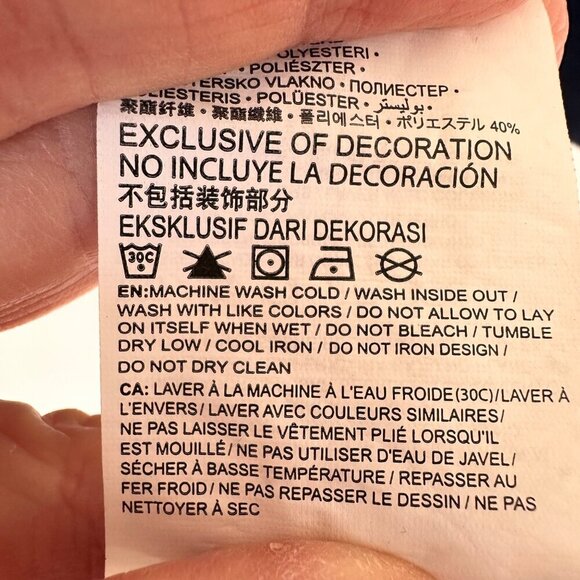 OLYESTERI •
• POLIÉSZTER •
TERSKO VLAKNO • ПОЛИЕСТЕР •
OLIESTERIS • POLÜESTER • بوليستر •
聚酯纤维 • 聚酯纖維 • 폴리에스터 • ポリエステル 40%
EXCLUSIVE OF DECORATION
NO INCLUYE LA DECORACIÓN
不包括装饰部分
EKSKLUSIF DARI DEKORASI
30C
EN:MACHINE WASH COLD / WASH INSIDE OUT /
WASH WITH LIKE COLORS / DO NOT ALLOW TO LAY
ON ITSELF WHEN WET / DO NOT BLEACH / TUMBLE
DRY LOW / COOL IRON / DO NOT IRON DESIGN /
DO NOT DRY CLEAN
CA: LAVER À LA MACHINE À L'EAU FROIDE(30C)/LAVER À
L'ENVERS / LAVER AVEC COULEURS SIMILAIRES /
NE PAS LAISSER LE VÊTEMENT PLIÉ LORSQU'IL
EST MOUILLÉ / NE PAS UTILISER D'EAU DE JAVEL /
SÉCHER À BASSE TEMPÉRATURE / REPASSER AU
FER FROID / NE PAS REPASSER LE DESSIN / NE PAS
NETTOYER À SEC